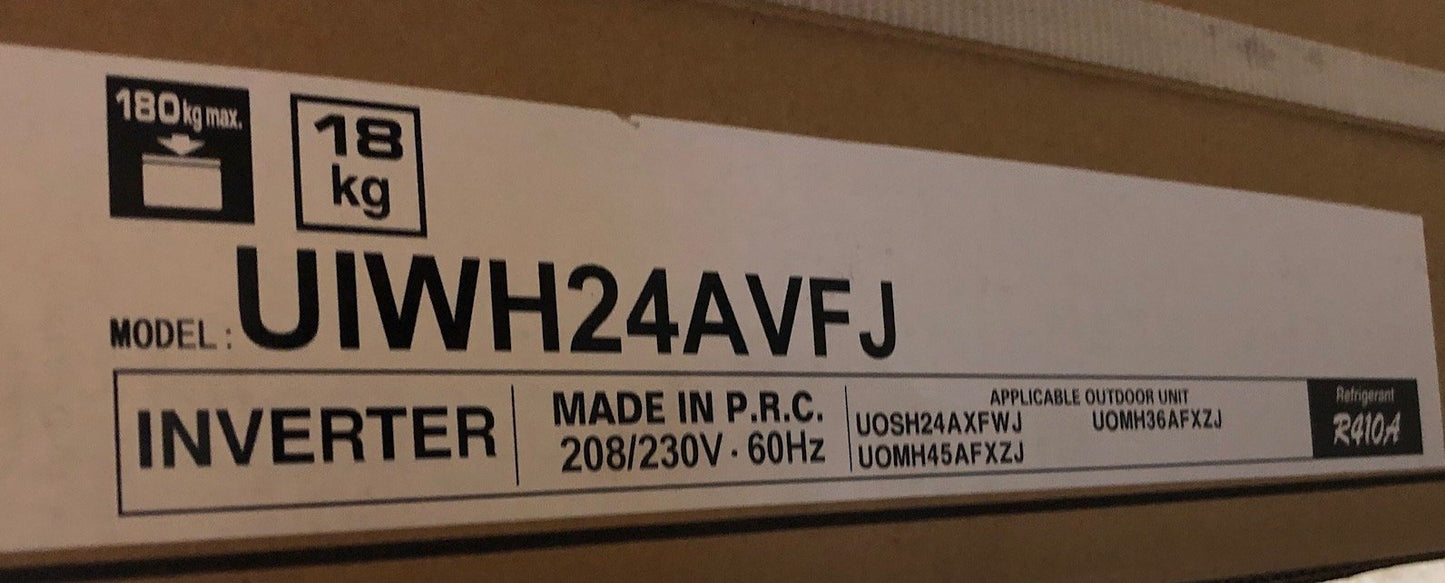 180kg max.
18
kg
MODEL: UIWH24AVFJ
INVERTER
MADE IN P.R.C.
208/230V · 60Hz
APPLICABLE OUTDOOR UNIT
UOSH24AXFWJ UOMH36AFXZJ
UOMH45AFXZJ
Refrigerant
R410A